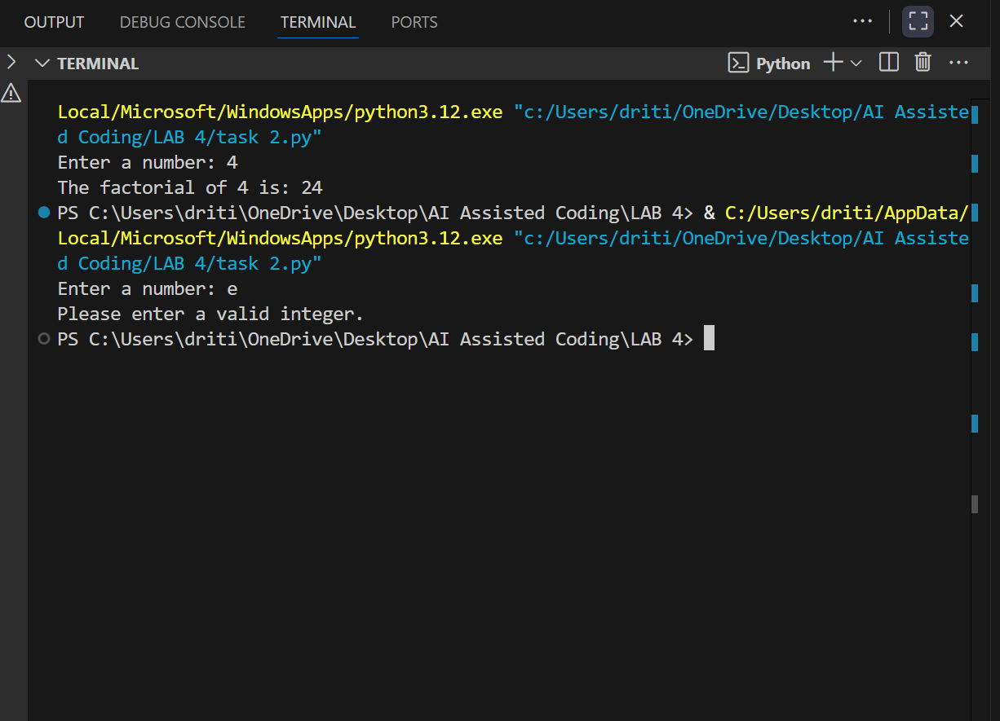 OUTPUT DEBUG CONSOLE TERMINAL PORTS
TERMINAL Python
Local/Microsoft/WindowsApps/python3.12.exe "c:/Users/driti/OneDrive/Desktop/AI Assiste
d Coding/LAB 4/task 2.py"
Enter a number: 4
The factorial of 4 is: 24
PS C:\Users\driti\OneDrive\Desktop\AI Assisted Coding\LAB 4> & C:/Users/driti/AppData/
Local/Microsoft/WindowsApps/python3.12.exe "c:/Users/driti/OneDrive/Desktop/AI Assiste
d Coding/LAB 4/task 2.py"
Enter a number: e
Please enter a valid integer.
PS C:\Users\driti\OneDrive\Desktop\AI Assisted Coding\LAB 4>